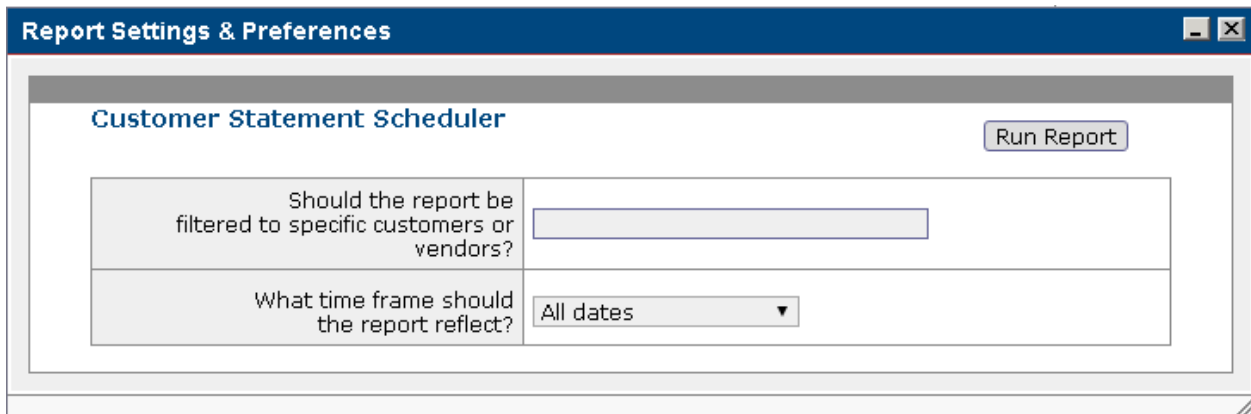 Report Settings & Preferences
Customer Statement Scheduler
Run Report
Should the report be
filtered to specific customers or
vendors?
What time frame should
the report reflect?
All dates